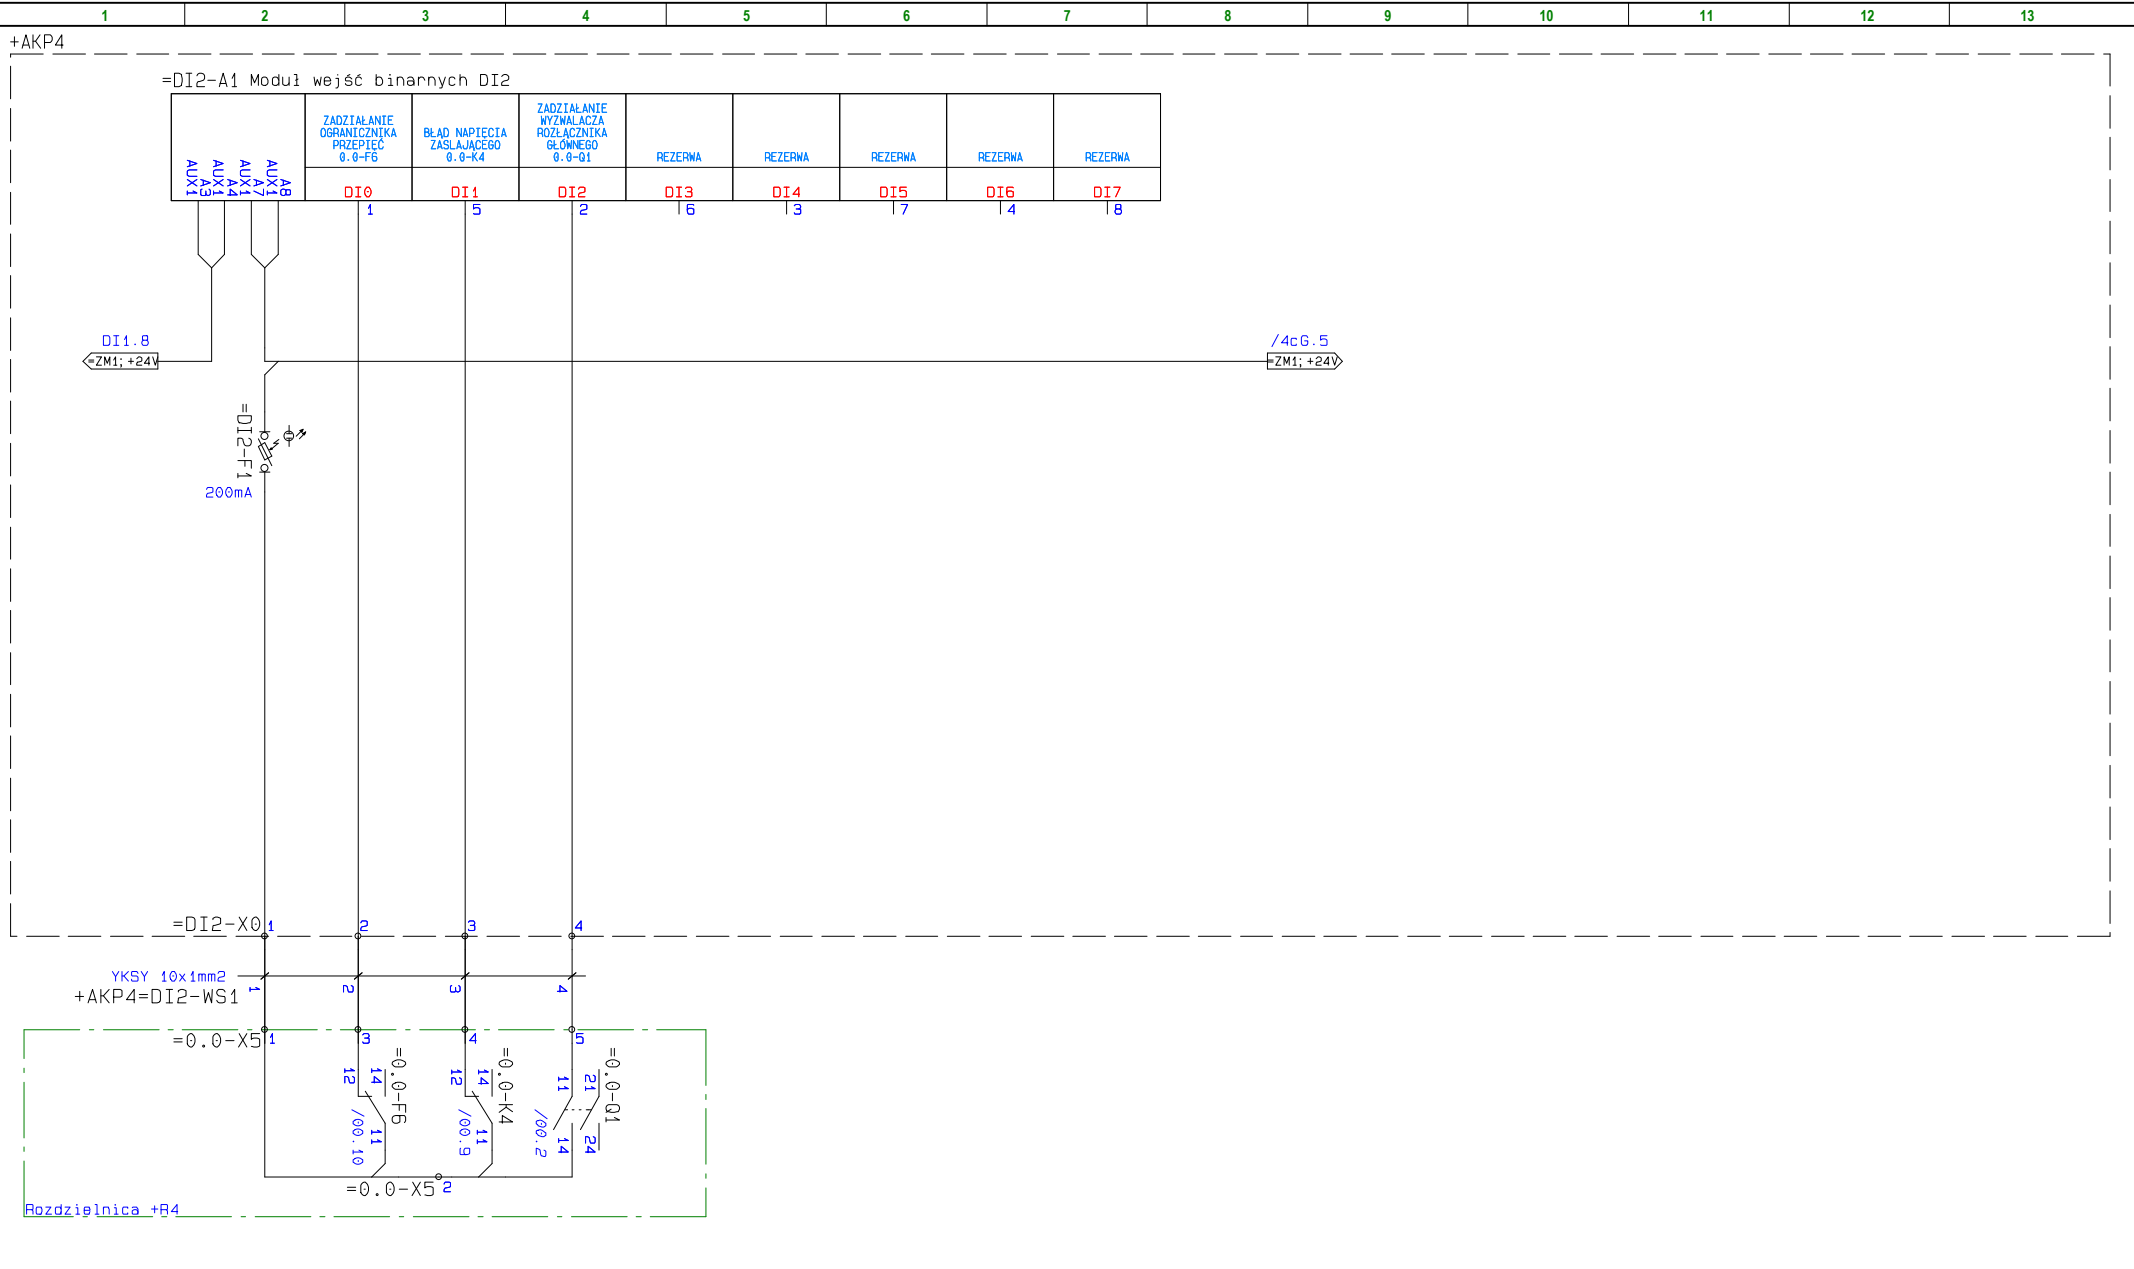 1 2 3 4 5 6 7 8 9 10 11 12 13
+AKP4
=DI2-A1 Moduł wejść binarnych DI2
AUX1
A3
AUX1
A4
AUX1
A7
AUX1
A8
ZADZIAŁANIE
OGRANICZNIKA
PRZEPIĘĆ
0.0-F6
BŁĄD NAPIĘCIA
ZASLAJĄCEGO
0.0-K4
ZADZIAŁANIE
WYZWALACZA
ROZŁĄCZNIKA
GŁÓWNEGO
0.0-Q1
REZERWA
REZERWA
REZERWA
REZERWA
REZERWA
DI0 DI1 DI2 DI3 DI4 DI5 DI6 DI7
1 5 2 6 3 7 4 8
DI1.8
=ZM1; +24V
/4cG.5
=ZM1; +24V
=DI2-F1
200mA
=DI2-X0 1 2 3 4
YKSY 10x1mm2
+AKP4=DI2-WS1
1 2 3 4
=0.0-X5 1 3 4 5
12 14 =0.0-F6
/00.10 11
12 14 =0.0-K4
/00.9 11
11 21 =0.0-Q1
/00.2 14 24
=0.0-X5 2
Rozdzielnica +R4